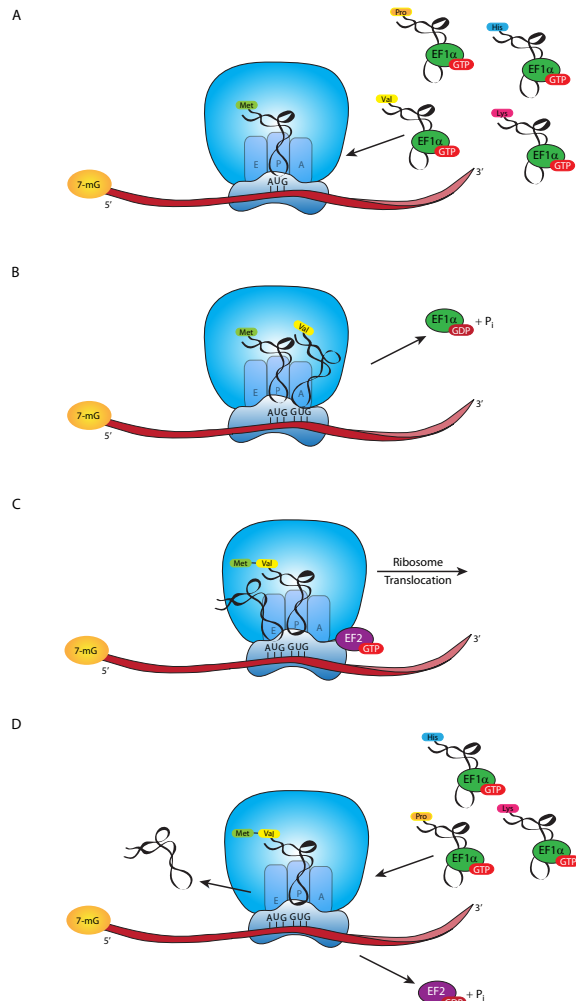 A
Pro
His
EF1α
GTP
EF1α
GTP
Met
Val
Lys
EF1α
GTP
EF1α
GTP
E
P
A
AUG
7-mG
5′
3′
B
Met
Val
EF1α
GDP
+ Pi
E
P
A
AUG GUG
7-mG
5′
3′
C
Met
Val
Ribosome
Translocation
E
P
A
AUG GUG
EF2
GTP
7-mG
5′
3′
D
His
EF1α
GTP
Pro
Lys
Met
Val
EF1α
GTP
EF1α
GTP
E
P
A
AUG GUG
7-mG
5′
3′
EF2
GDP
+ Pi